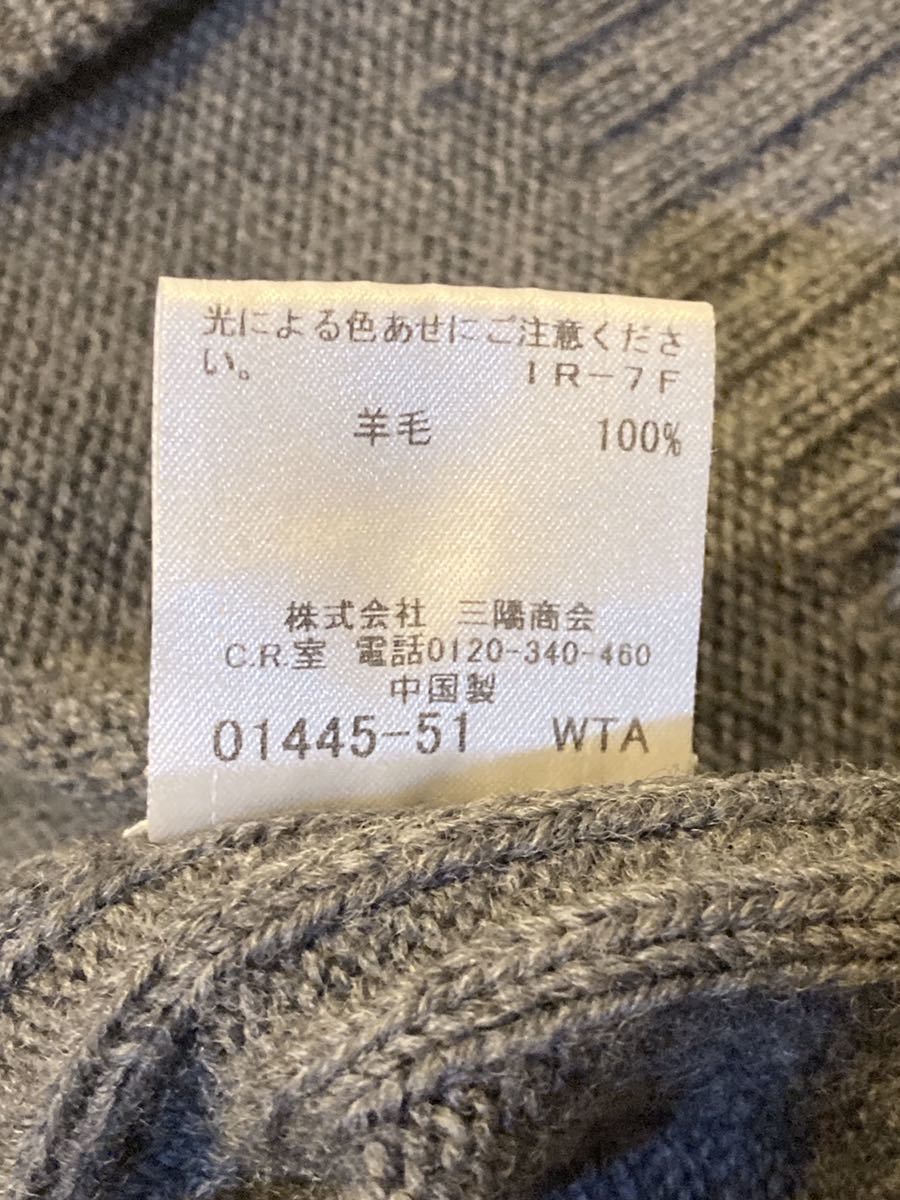 光による色あせにご注意くださ
い。 IR-7F
羊毛 100%
株式会社 三陽商会
C.R.室 電話0120-340-460
中国製
01445-51 WTA